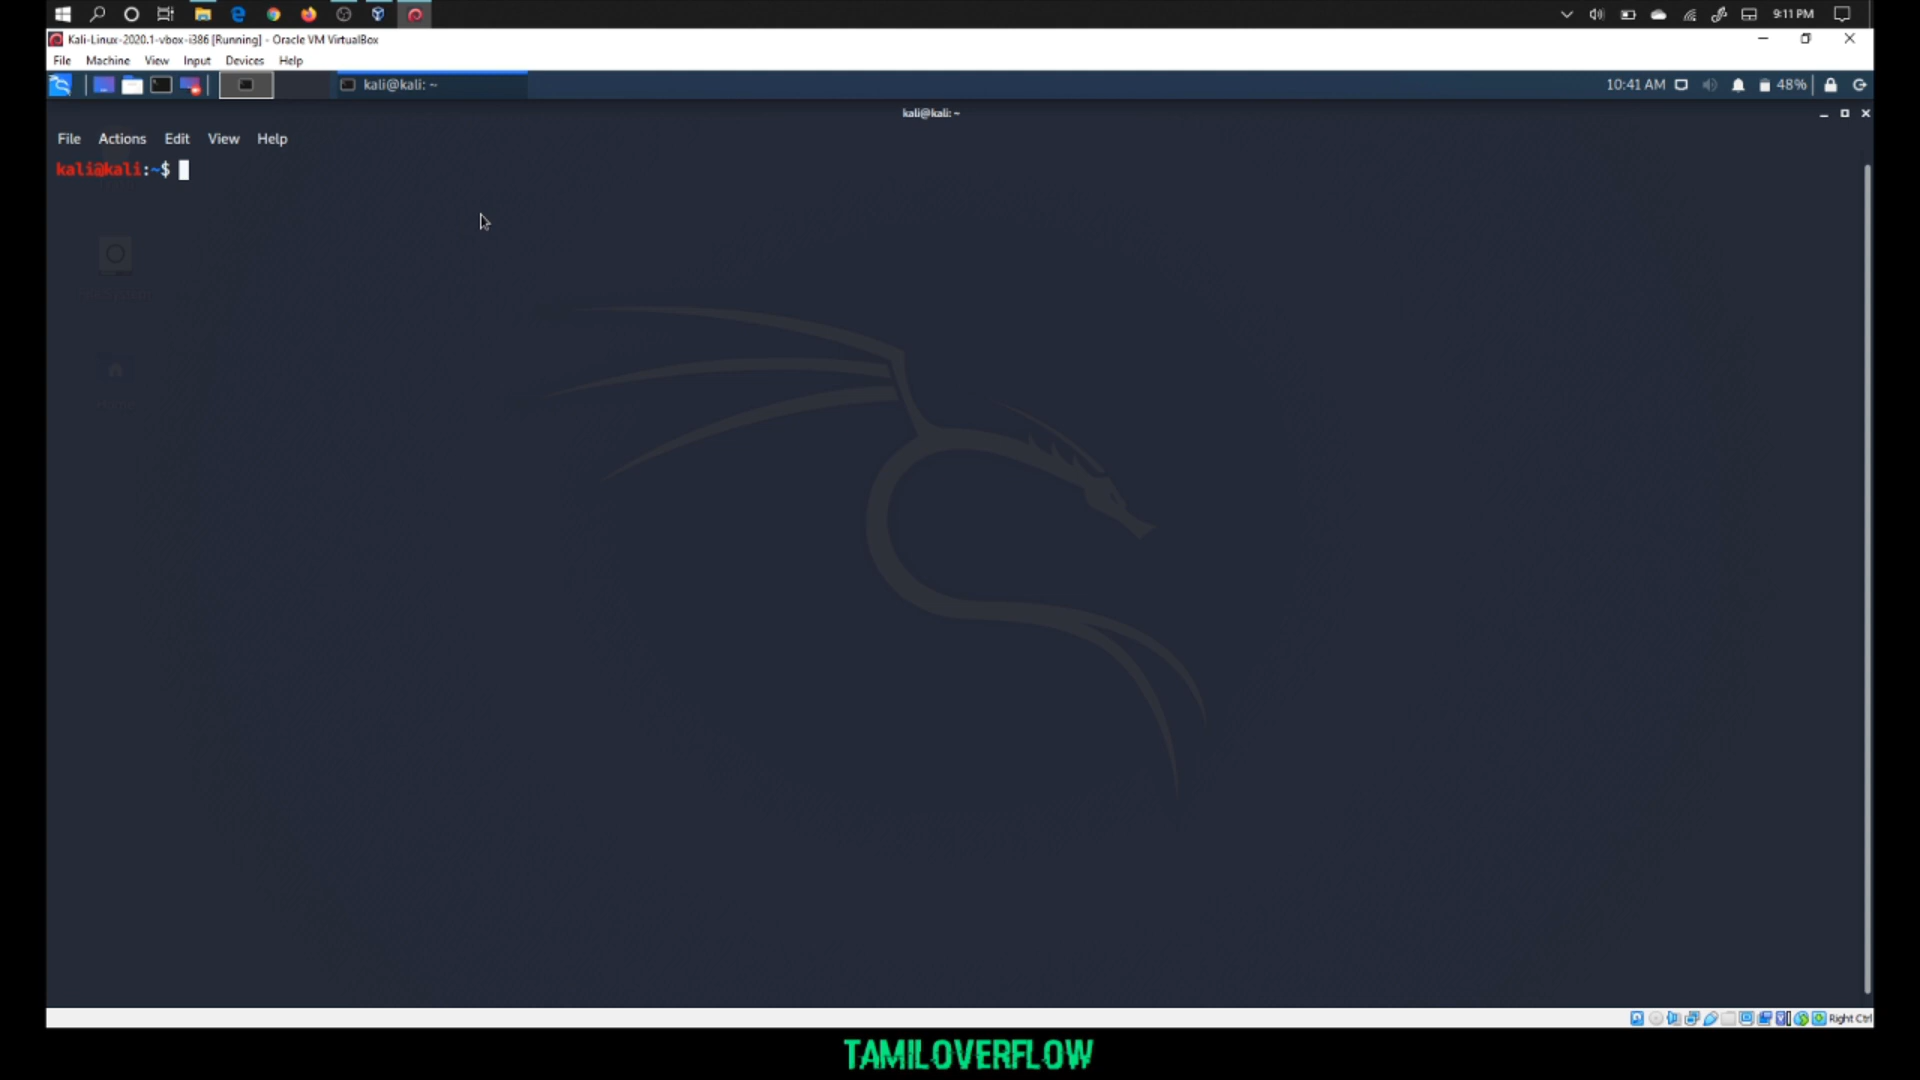 9:11 PM
Kali-Linux-2020.1-vbox-i386 [Running] - Oracle VM VirtualBox
File Machine View Input Devices Help
kali@kali: ~
10:41 AM
48%
kali@kali: ~
File Actions Edit View Help
kali@kali:~$
Home
Right Ctrl
TAMILOVERFLOW